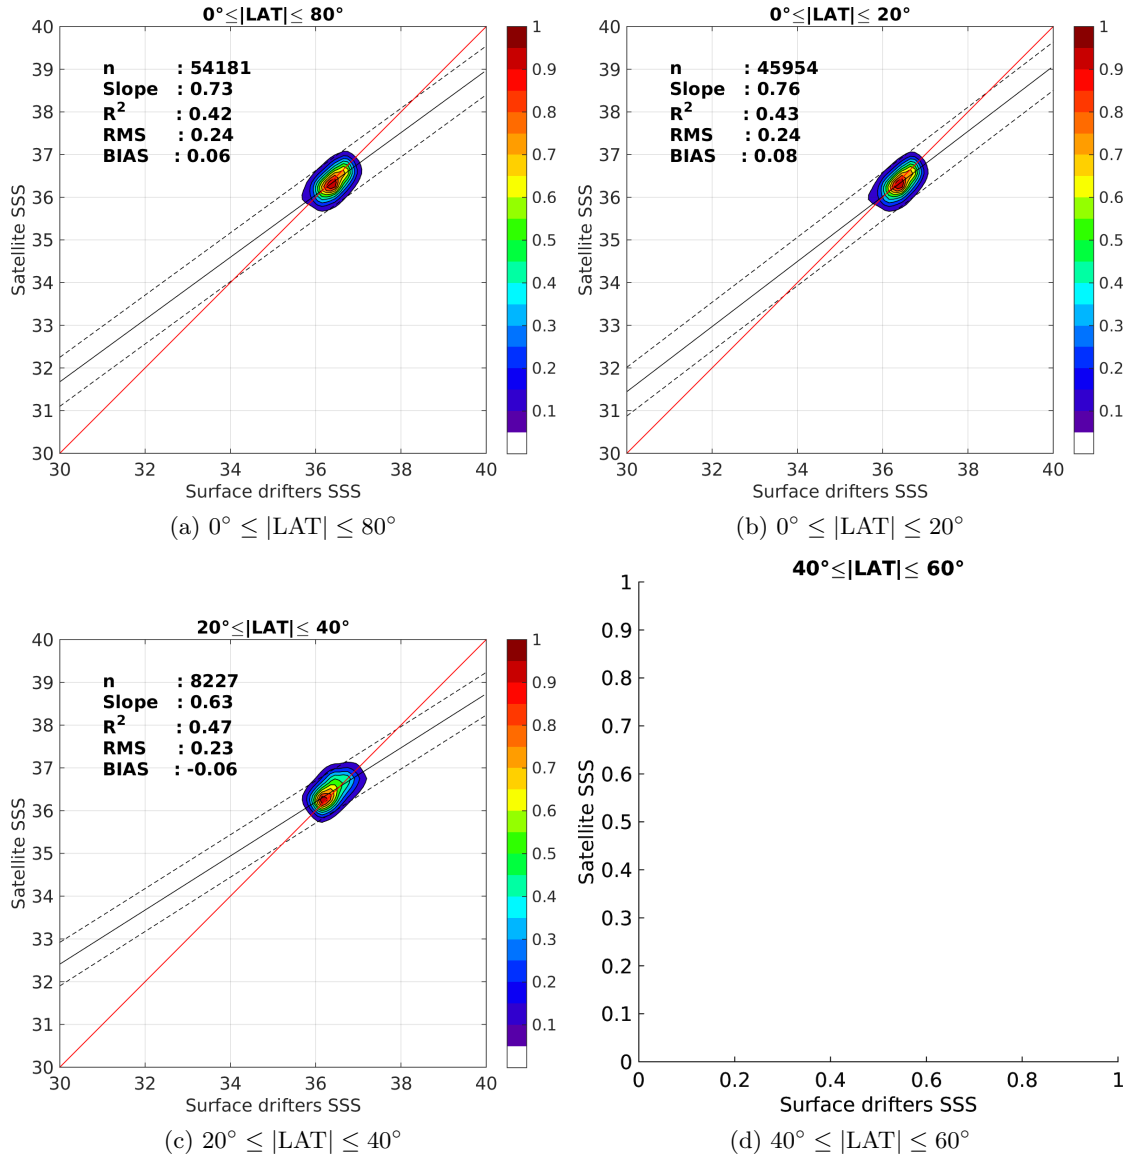 0°≤|LAT|≤ 80°
40
39
38
37
36
35
34
33
32
31
30
30 32 34 36 38 40
Satellite SSS
Surface drifters SSS
n : 54181
Slope : 0.73
R2 : 0.42
RMS : 0.24
BIAS : 0.06
1
0.9
0.8
0.7
0.6
0.5
0.4
0.3
0.2
0.1
(a) 0° ≤ |LAT| ≤ 80°
0°≤|LAT|≤ 20°
40
39
38
37
36
35
34
33
32
31
30
30 32 34 36 38 40
Satellite SSS
Surface drifters SSS
n : 45954
Slope : 0.76
R2 : 0.43
RMS : 0.24
BIAS : 0.08
1
0.9
0.8
0.7
0.6
0.5
0.4
0.3
0.2
0.1
(b) 0° ≤ |LAT| ≤ 20°
20°≤|LAT|≤ 40°
40
39
38
37
36
35
34
33
32
31
30
30 32 34 36 38 40
Satellite SSS
Surface drifters SSS
n : 8227
Slope : 0.63
R2 : 0.47
RMS : 0.23
BIAS : -0.06
1
0.9
0.8
0.7
0.6
0.5
0.4
0.3
0.2
0.1
(c) 20° ≤ |LAT| ≤ 40°
40°≤|LAT|≤ 60°
1
0.9
0.8
0.7
0.6
0.5
0.4
0.3
0.2
0.1
0
0 0.2 0.4 0.6 0.8 1
Satellite SSS
Surface drifters SSS
(d) 40° ≤ |LAT| ≤ 60°